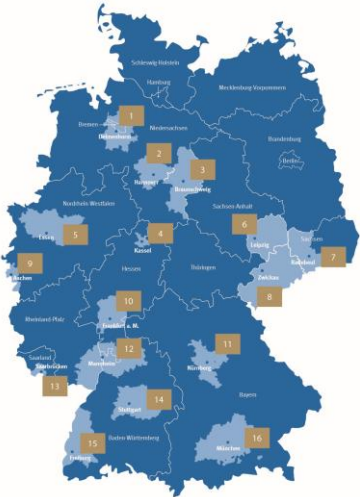 Schleswig-Holstein
Hamburg
Mecklenburg-Vorpommern
1
Bremen
Delmenhorst
Niedersachsen
Brandenburg
Berlin
2
3
Hannover
Braunschweig
Sachsen-Anhalt
Nordrhein-Westfalen
6
4
5
Essen
Kassel
Leipzig
Sachsen
7
Radebeul
9
Aachen
Hessen
Thüringen
Zwickau
8
10
Rheinland-Pfalz
Frankfurt a. M.
12
11
Saarland
Saarbrücken
Mannheim
Nürnberg
13
14
Bayern
Stuttgart
15
Baden-Württemberg
16
Freiburg
München